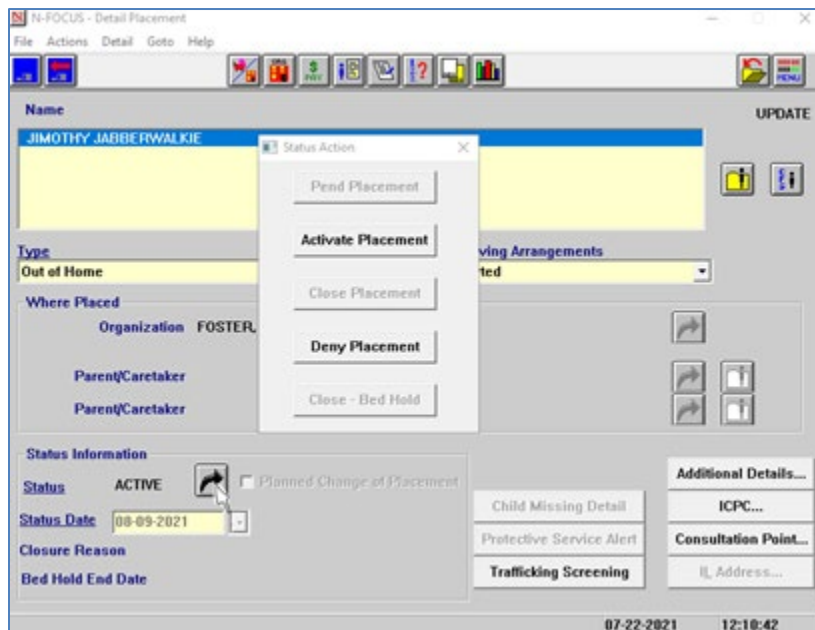 N-FOCUS - Detail Placement
File Actions Detail Goto Help
PAY
MENU
Name
UPDATE
JIMOTHY JABBERWALKIE
Status Action
Pend Placement
Activate Placement
Close Placement
Deny Placement
Close - Bed Hold
Type
Out of Home
Arrangements
Where Placed
Organization FOSTER,
Parent/Caretaker
Parent/Caretaker
Status Information
Status ACTIVE
Planned Change of Placement
Status Date 08-09-2021
Closure Reason
Bed Hold End Date
Child Missing Detail
Protective Service Alert
Trafficking Screening
Additional Details...
ICPC...
Consultation Point...
IL Address...
07-22-2021 12:10:42